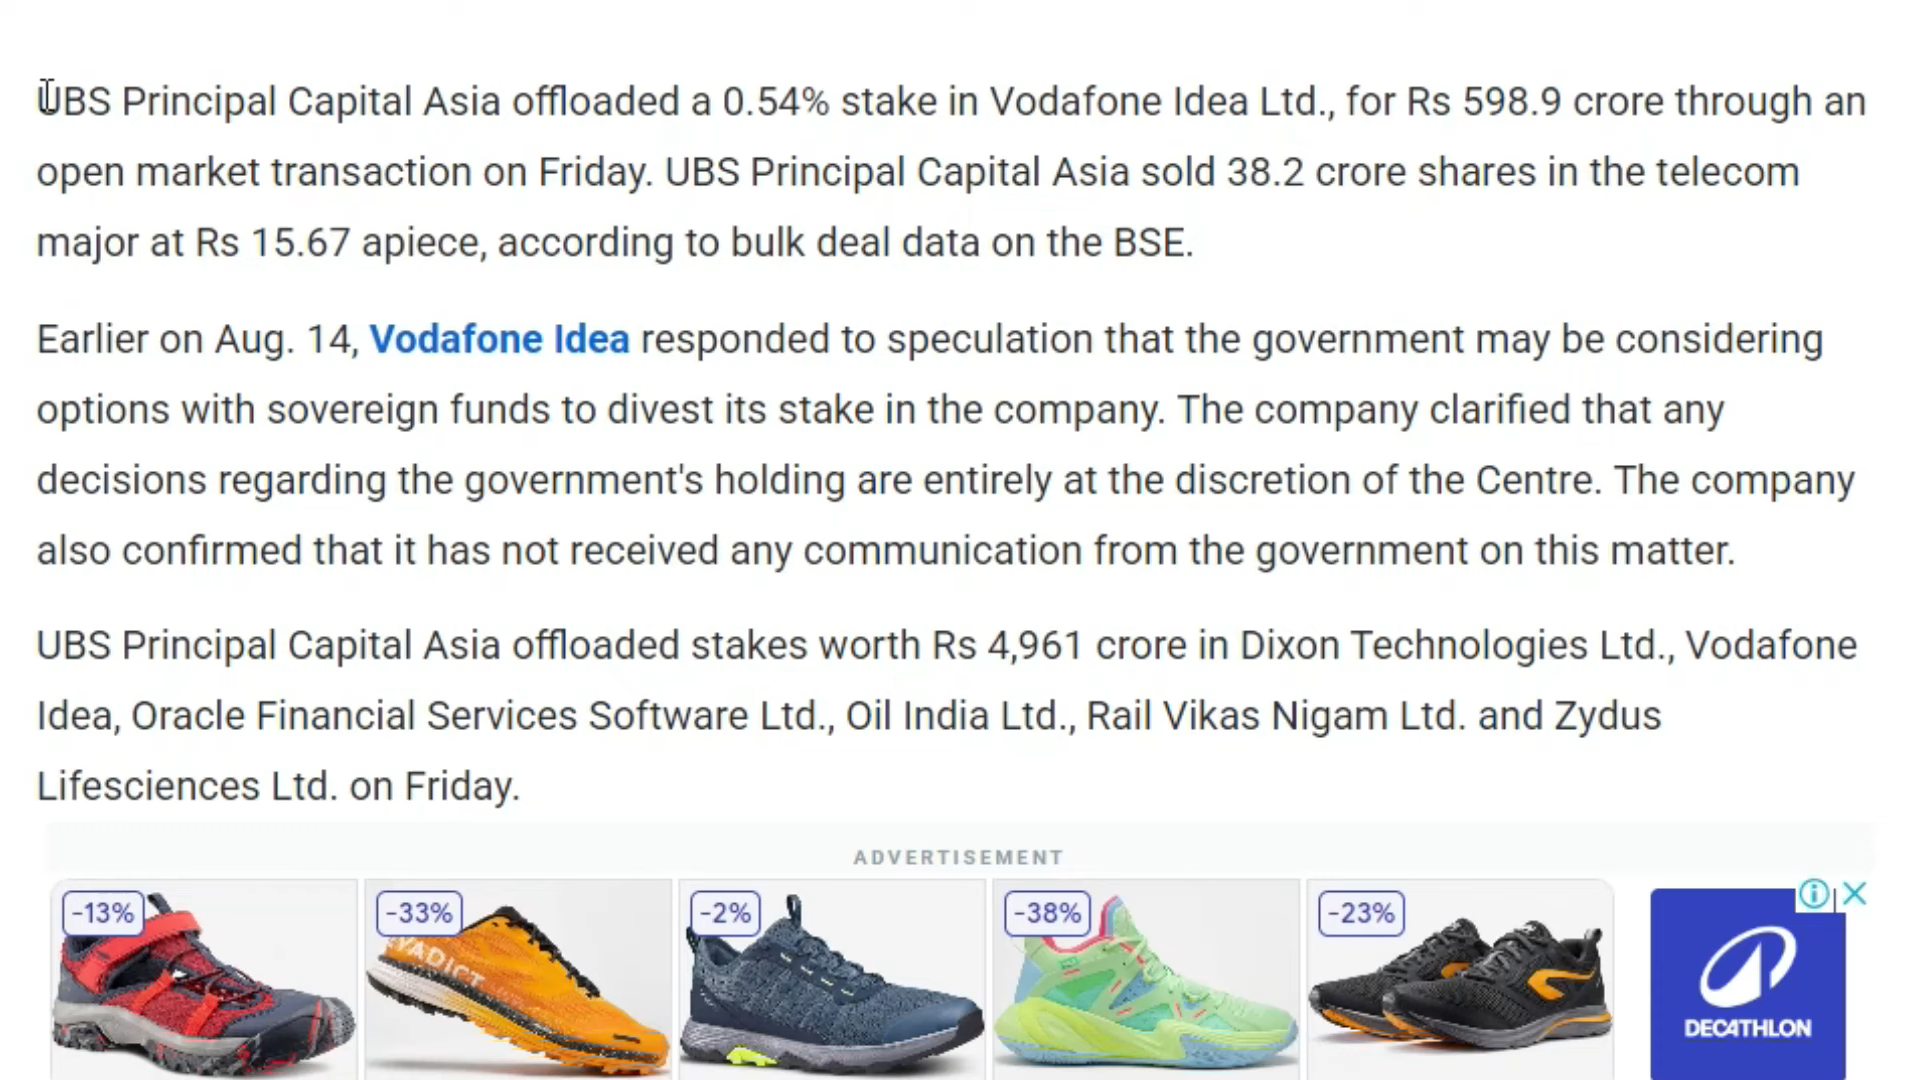 UBS Principal Capital Asia offloaded a 0.54% stake in Vodafone Idea Ltd., for Rs 598.9 crore through an
open market transaction on Friday. UBS Principal Capital Asia sold 38.2 crore shares in the telecom
major at Rs 15.67 apiece, according to bulk deal data on the BSE.
Earlier on Aug. 14, Vodafone Idea responded to speculation that the government may be considering
options with sovereign funds to divest its stake in the company. The company clarified that any
decisions regarding the government's holding are entirely at the discretion of the Centre. The company
also confirmed that it has not received any communication from the government on this matter.
UBS Principal Capital Asia offloaded stakes worth Rs 4,961 crore in Dixon Technologies Ltd., Vodafone
Idea, Oracle Financial Services Software Ltd., Oil India Ltd., Rail Vikas Nigam Ltd. and Zydus
Lifesciences Ltd. on Friday.
ADVERTISEMENT
-13% -33% -2% -38% -23%
EVADICT
DECATHLON